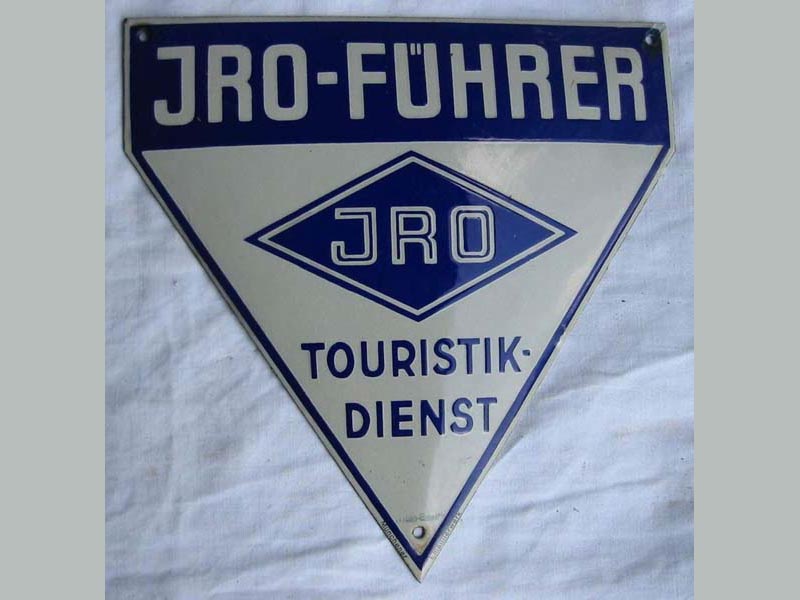 JRO-FÜHRER
JRO
TOURISTIK-
DIENST